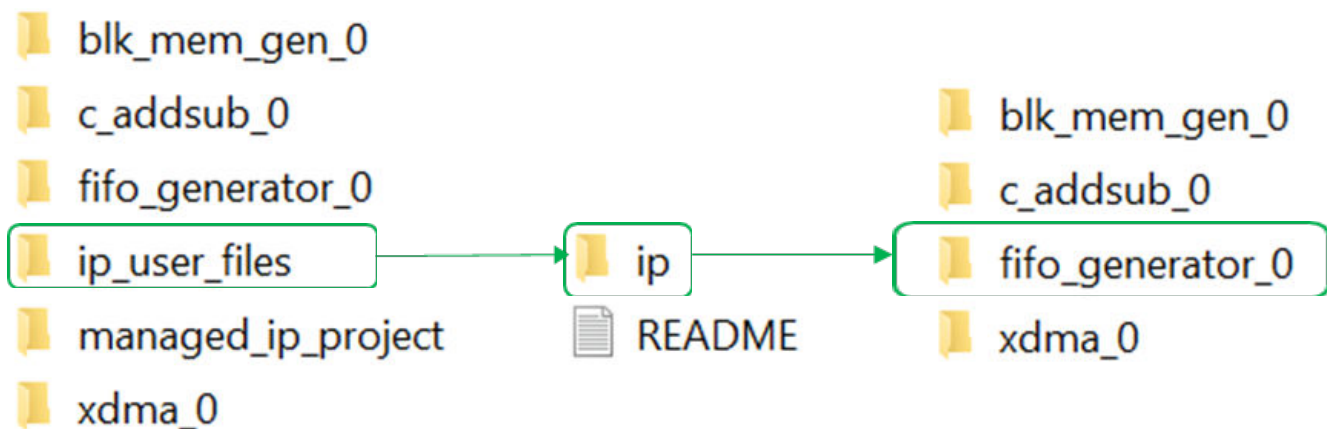 blk_mem_gen_0
c_addsub_0
fifo_generator_0
ip_user_files
managed_ip_project
xdma_0
ip
README
blk_mem_gen_0
c_addsub_0
fifo_generator_0
xdma_0